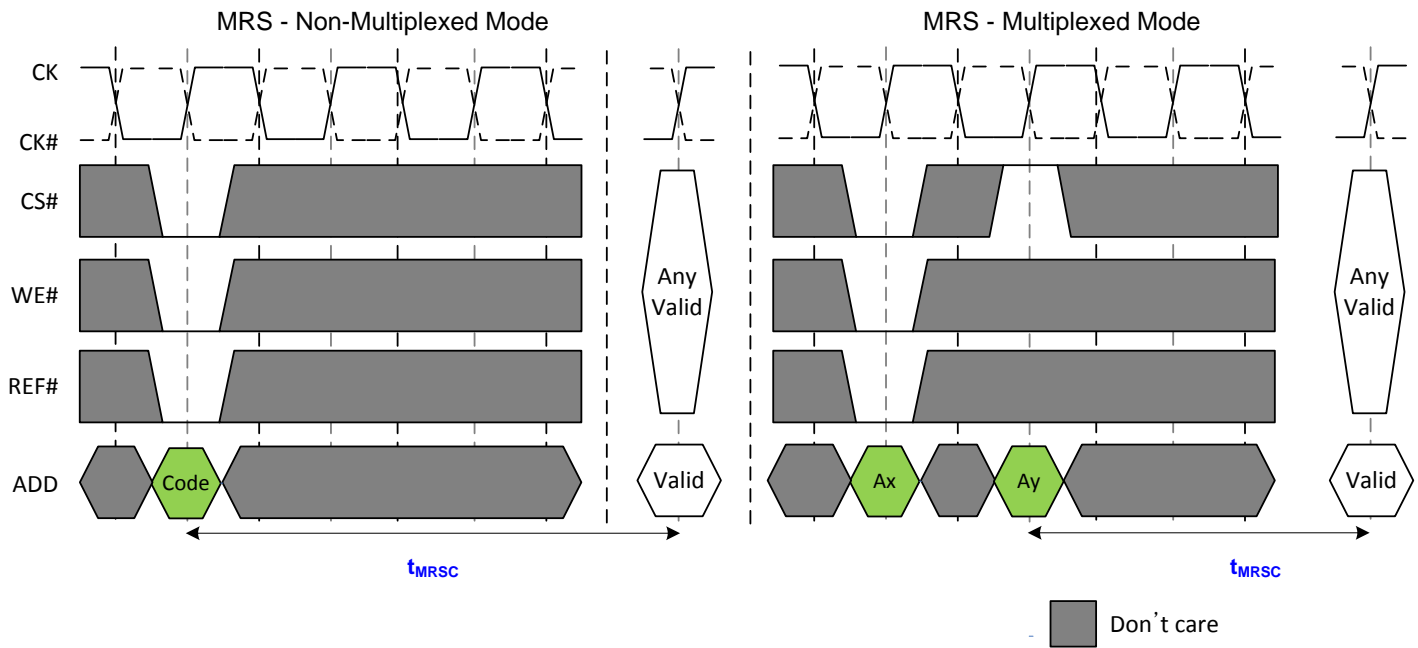 MRS - Non-Multiplexed Mode
MRS - Multiplexed Mode
CK
CK#
CS#
WE#
REF#
ADD
Code
Any
Valid
Valid
tMRSC
Ax
Ay
Any
Valid
Valid
tMRSC
Don't care